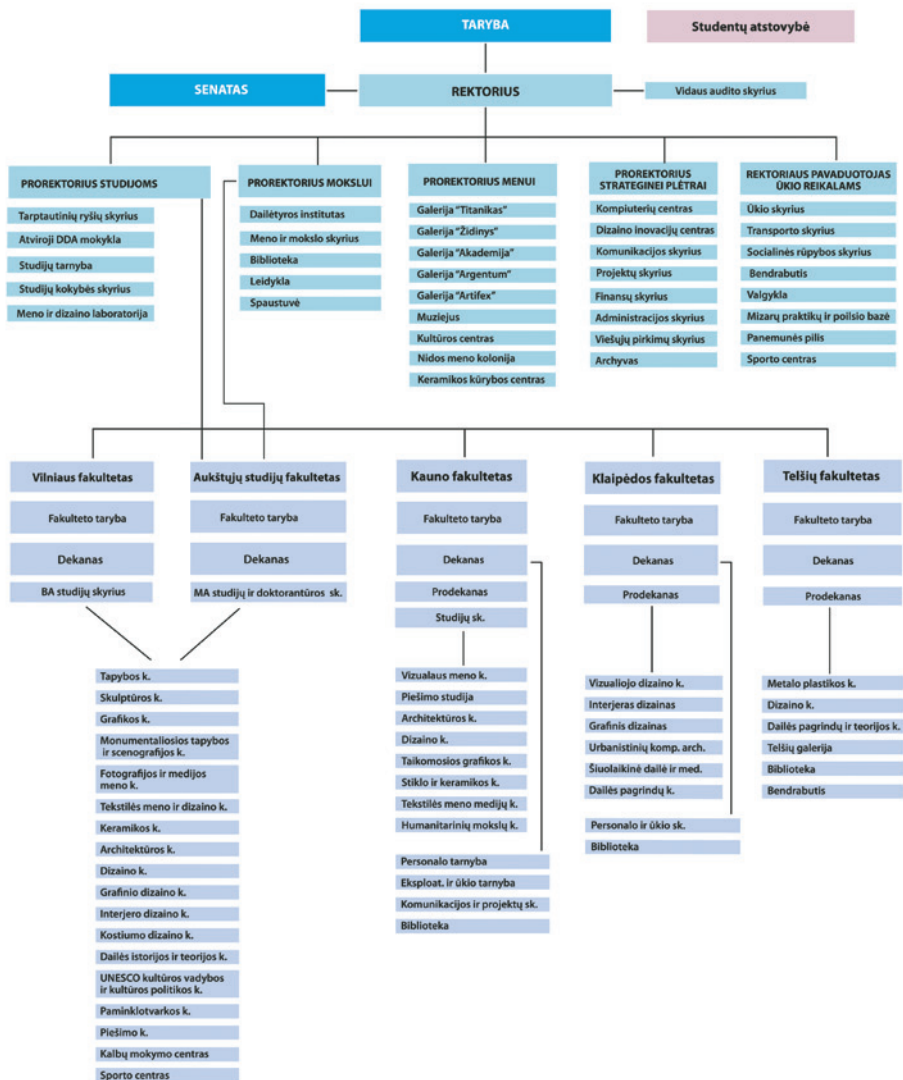 TARYBA
Studentų atstovybė
SENATAS
REKTORIUS
Vidaus audito skyrius
PROREKTORIUS STUDIJOMS
Tarptautinių ryšių skyrius
Atviroji DDA mokykla
Studijų tarnyba
Studijų kokybės skyrius
Meno ir dizaino laboratorija
PROREKTORIUS MOKSLUI
Dailėtyros institutas
Meno ir mokslo skyrius
Biblioteka
Leidykla
Spaustuvė
PROREKTORIUS MENUI
Galerija "Titanikas"
Galerija "Židinys"
Galerija "Akademija"
Galerija "Argentum"
Galerija "Artifex"
Muziejus
Kultūros centras
Nidos meno kolonija
Keramikos kūrybos centras
PROREKTORIUS
STRATEGINEI PLĖTRAI
Kompiuterių centras
Dizaino inovacijų centras
Komunikacijos skyrius
Projektų skyrius
Finansų skyrius
Administracijos skyrius
Viešųjų pirkimų skyrius
Archyvas
REKTORIAUS PAVADUOTOJAS
ŪKIO REIKALAMS
Ūkio skyrius
Transporto skyrius
Socialinės rūpybos skyrius
Bendrabutis
Valgykla
Mizarų praktikų ir poilsio bazė
Panemunės pilis
Sporto centras
Vilniaus fakultetas
Fakulteto taryba
Dekanas
BA studijų skyrius
Aukštųjų studijų fakultetas
Fakulteto taryba
Dekanas
MA studijų ir doktorantūros sk.
Tapybos k.
Skulptūros k.
Grafikos k.
Monumentaliosios tapybos
ir scenografijos k.
Fotografijos ir medijos
meno k.
Tekstilės meno ir dizaino k.
Keramikos k.
Architektūros k.
Dizaino k.
Grafinio dizaino k.
Interjero dizaino k.
Kostiumo dizaino k.
Dailės istorijos ir teorijos k.
UNESCO kultūros vadybos
ir kultūros politikos k.
Paminklotvarkos k.
Piešimo k.
Kalbų mokymo centras
Sporto centras
Kauno fakultetas
Fakulteto taryba
Dekanas
Prodekanas
Studijų sk.
Vizualaus meno k.
Piešimo studija
Architektūros k.
Dizaino k.
Taikomosios grafikos k.
Stiklo ir keramikos k.
Tekstilės meno medijų k.
Humanitarinių mokslų k.
Personalo tarnyba
Eksploat. ir ūkio tarnyba
Komunikacijos ir projektų sk.
Biblioteka
Klaipėdos fakultetas
Fakulteto taryba
Dekanas
Prodekanas
Vizualiojo dizaino k.
Interjeras dizainas
Grafinis dizainas
Urbanistinių komp. arch.
Šiuolaikinė dailė ir med.
Dailės pagrindų k.
Personalo ir ūkio sk.
Biblioteka
Telšių fakultetas
Fakulteto taryba
Dekanas
Prodekanas
Metalo plastikos k.
Dizaino k.
Dailės pagrindų ir teorijos k.
Telšių galerija
Biblioteka
Bendrabutis